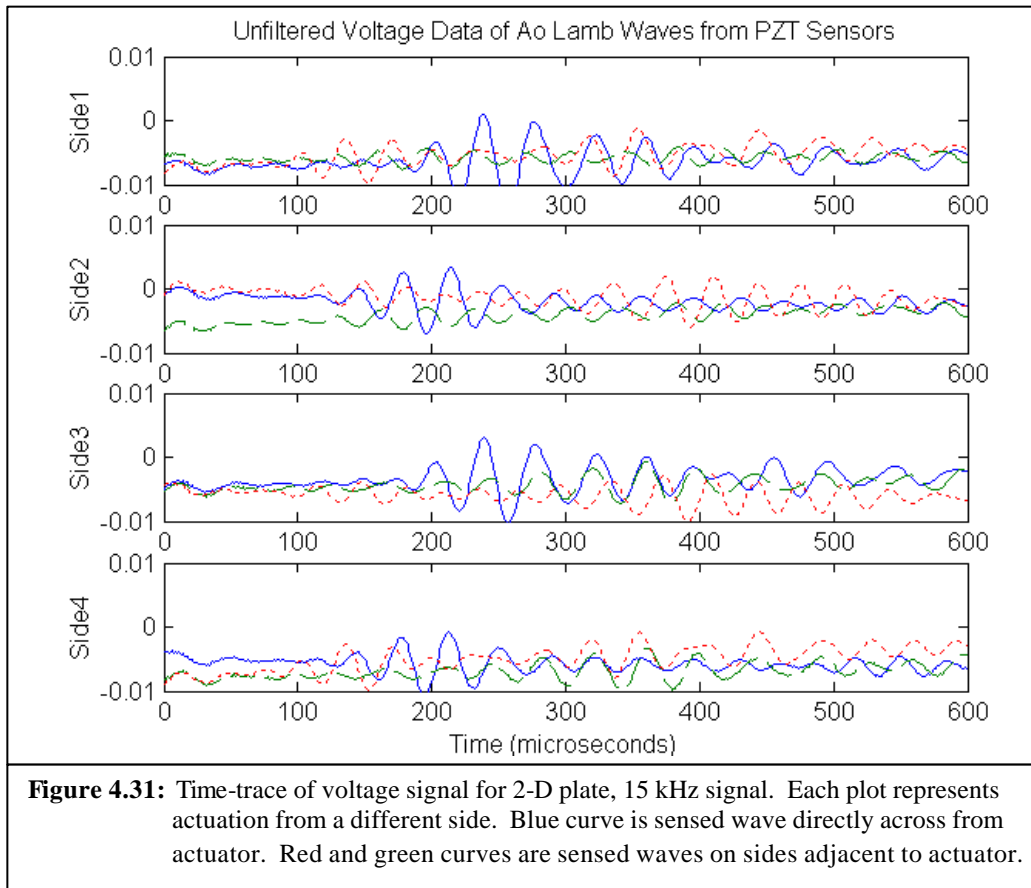 Unfiltered Voltage Data of Ao Lamb Waves from PZT Sensors
0.01
0
-0.01
Side1
0 100 200 300 400 500 600
0.01
0
-0.01
Side2
0 100 200 300 400 500 600
0.01
0
-0.01
Side3
0 100 200 300 400 500 600
0.01
0
-0.01
Side4
0 100 200 300 400 500 600
Time (microseconds)
Figure 4.31: Time-trace of voltage signal for 2-D plate, 15 kHz signal. Each plot represents
actuation from a different side. Blue curve is sensed wave directly across from
actuator. Red and green curves are sensed waves on sides adjacent to actuator.